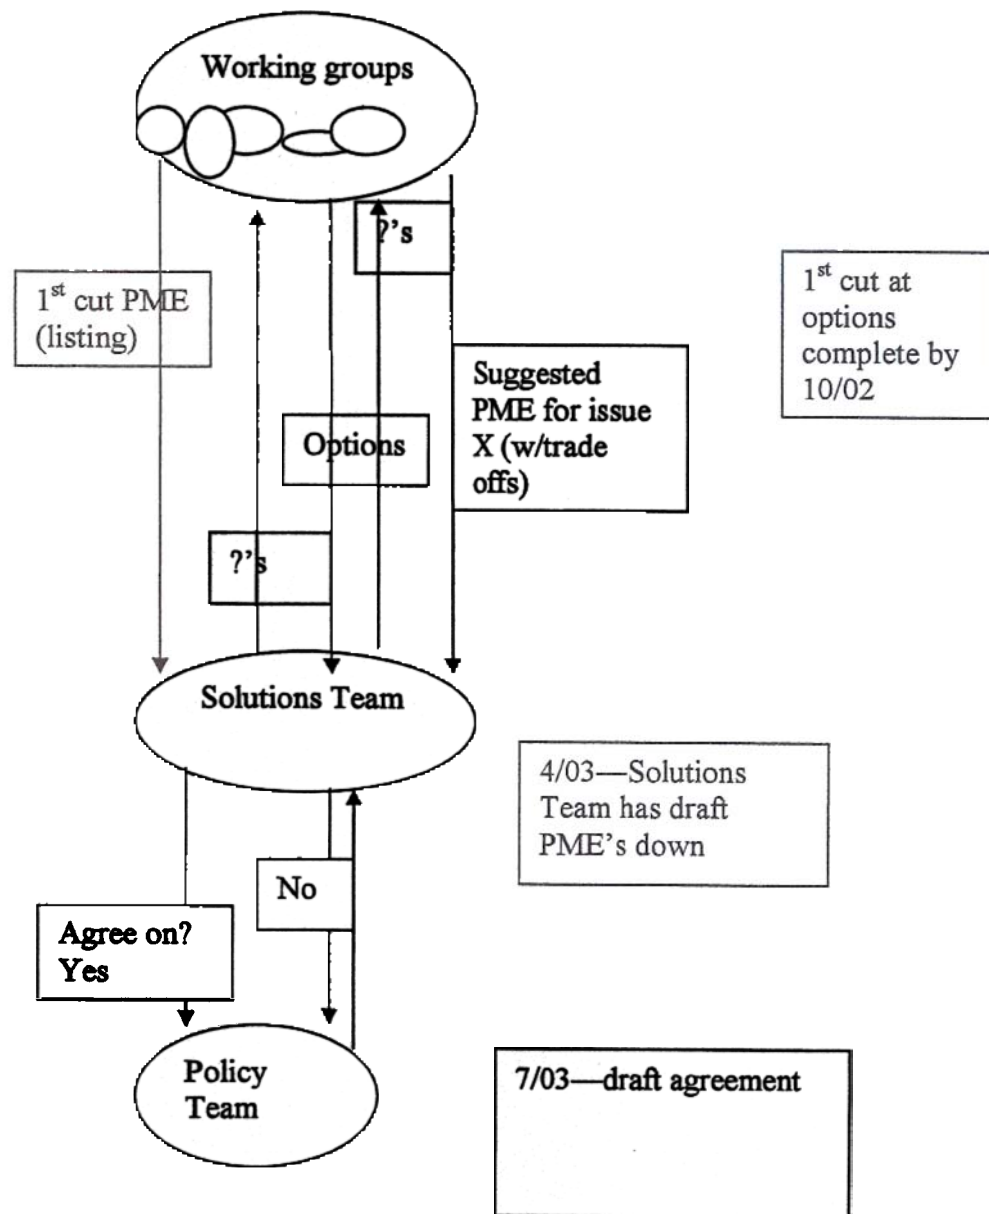 Working groups
?'s
1st cut PME
(listing)
1st cut at
options
complete by
10/02
Suggested
PME for issue
X (w/trade
offs)
Options
?'s
Solutions Team
4/03—Solutions
Team has draft
PME's down
No
Agree on?
Yes
Policy
Team
7/03—draft agreement